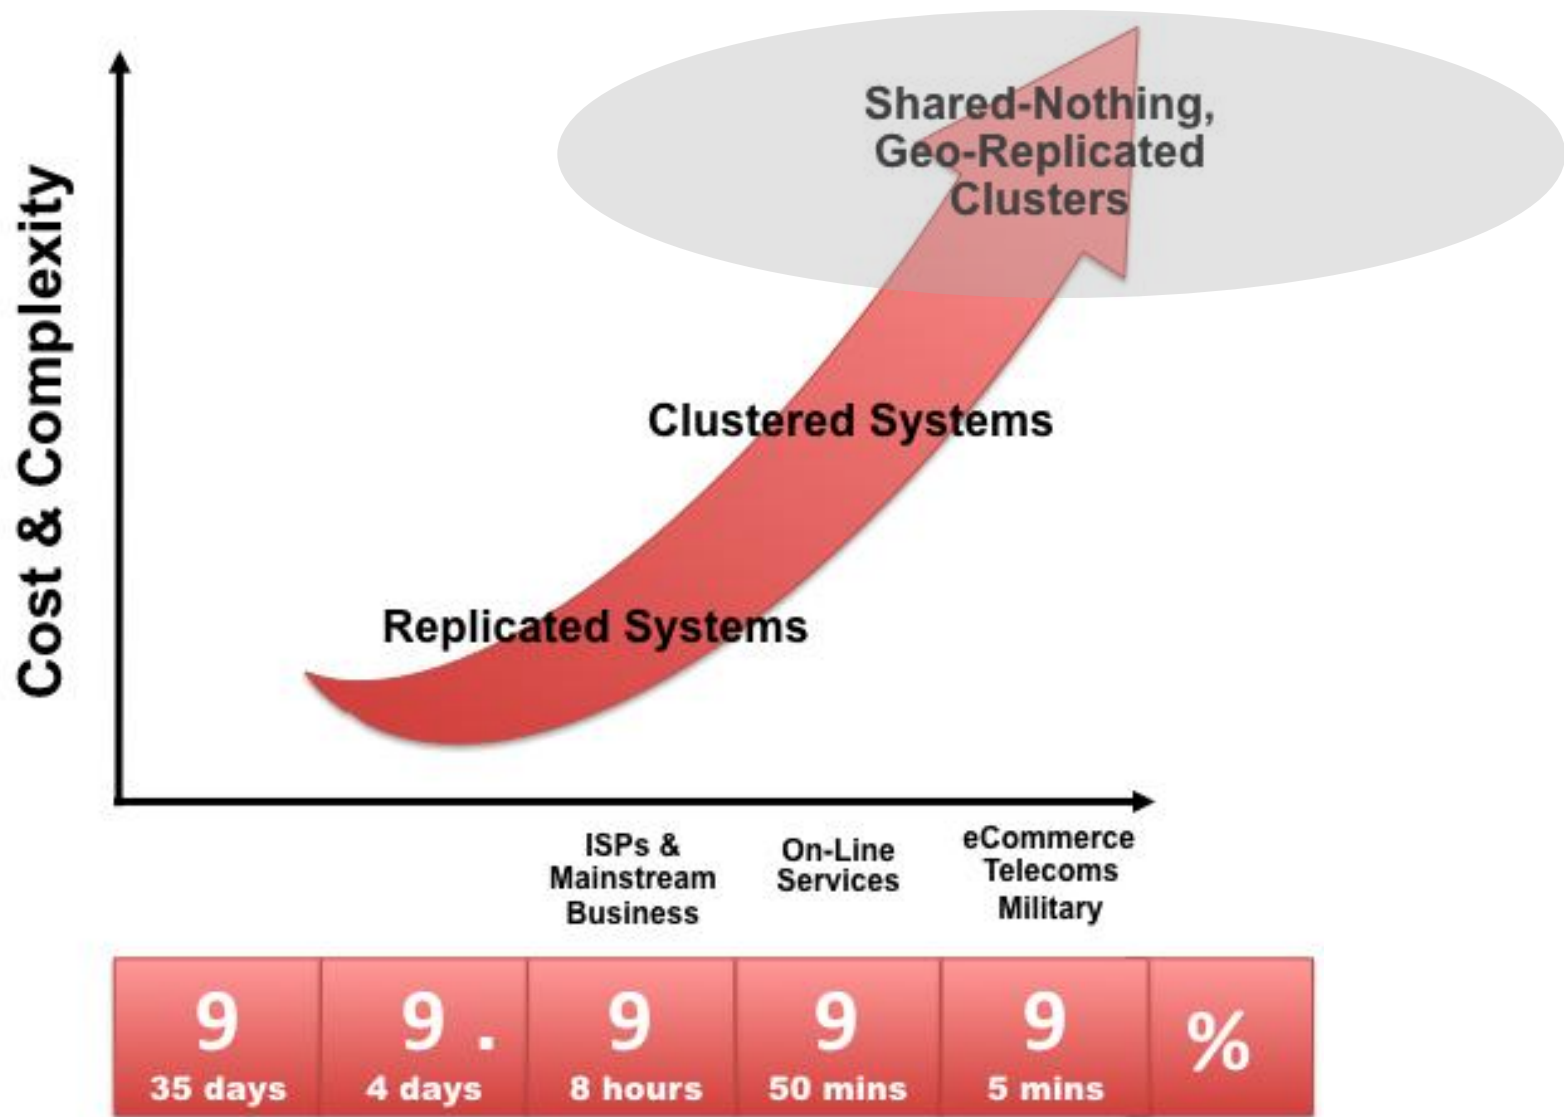 Cost & Complexity
Shared-Nothing,
Geo-Replicated
Clusters
Clustered Systems
Replicated Systems
ISPs &
Mainstream
Business
On-Line
Services
eCommerce
Telecoms
Military
9 9 . 9 9 9 %
35 days 4 days 8 hours 50 mins 5 mins